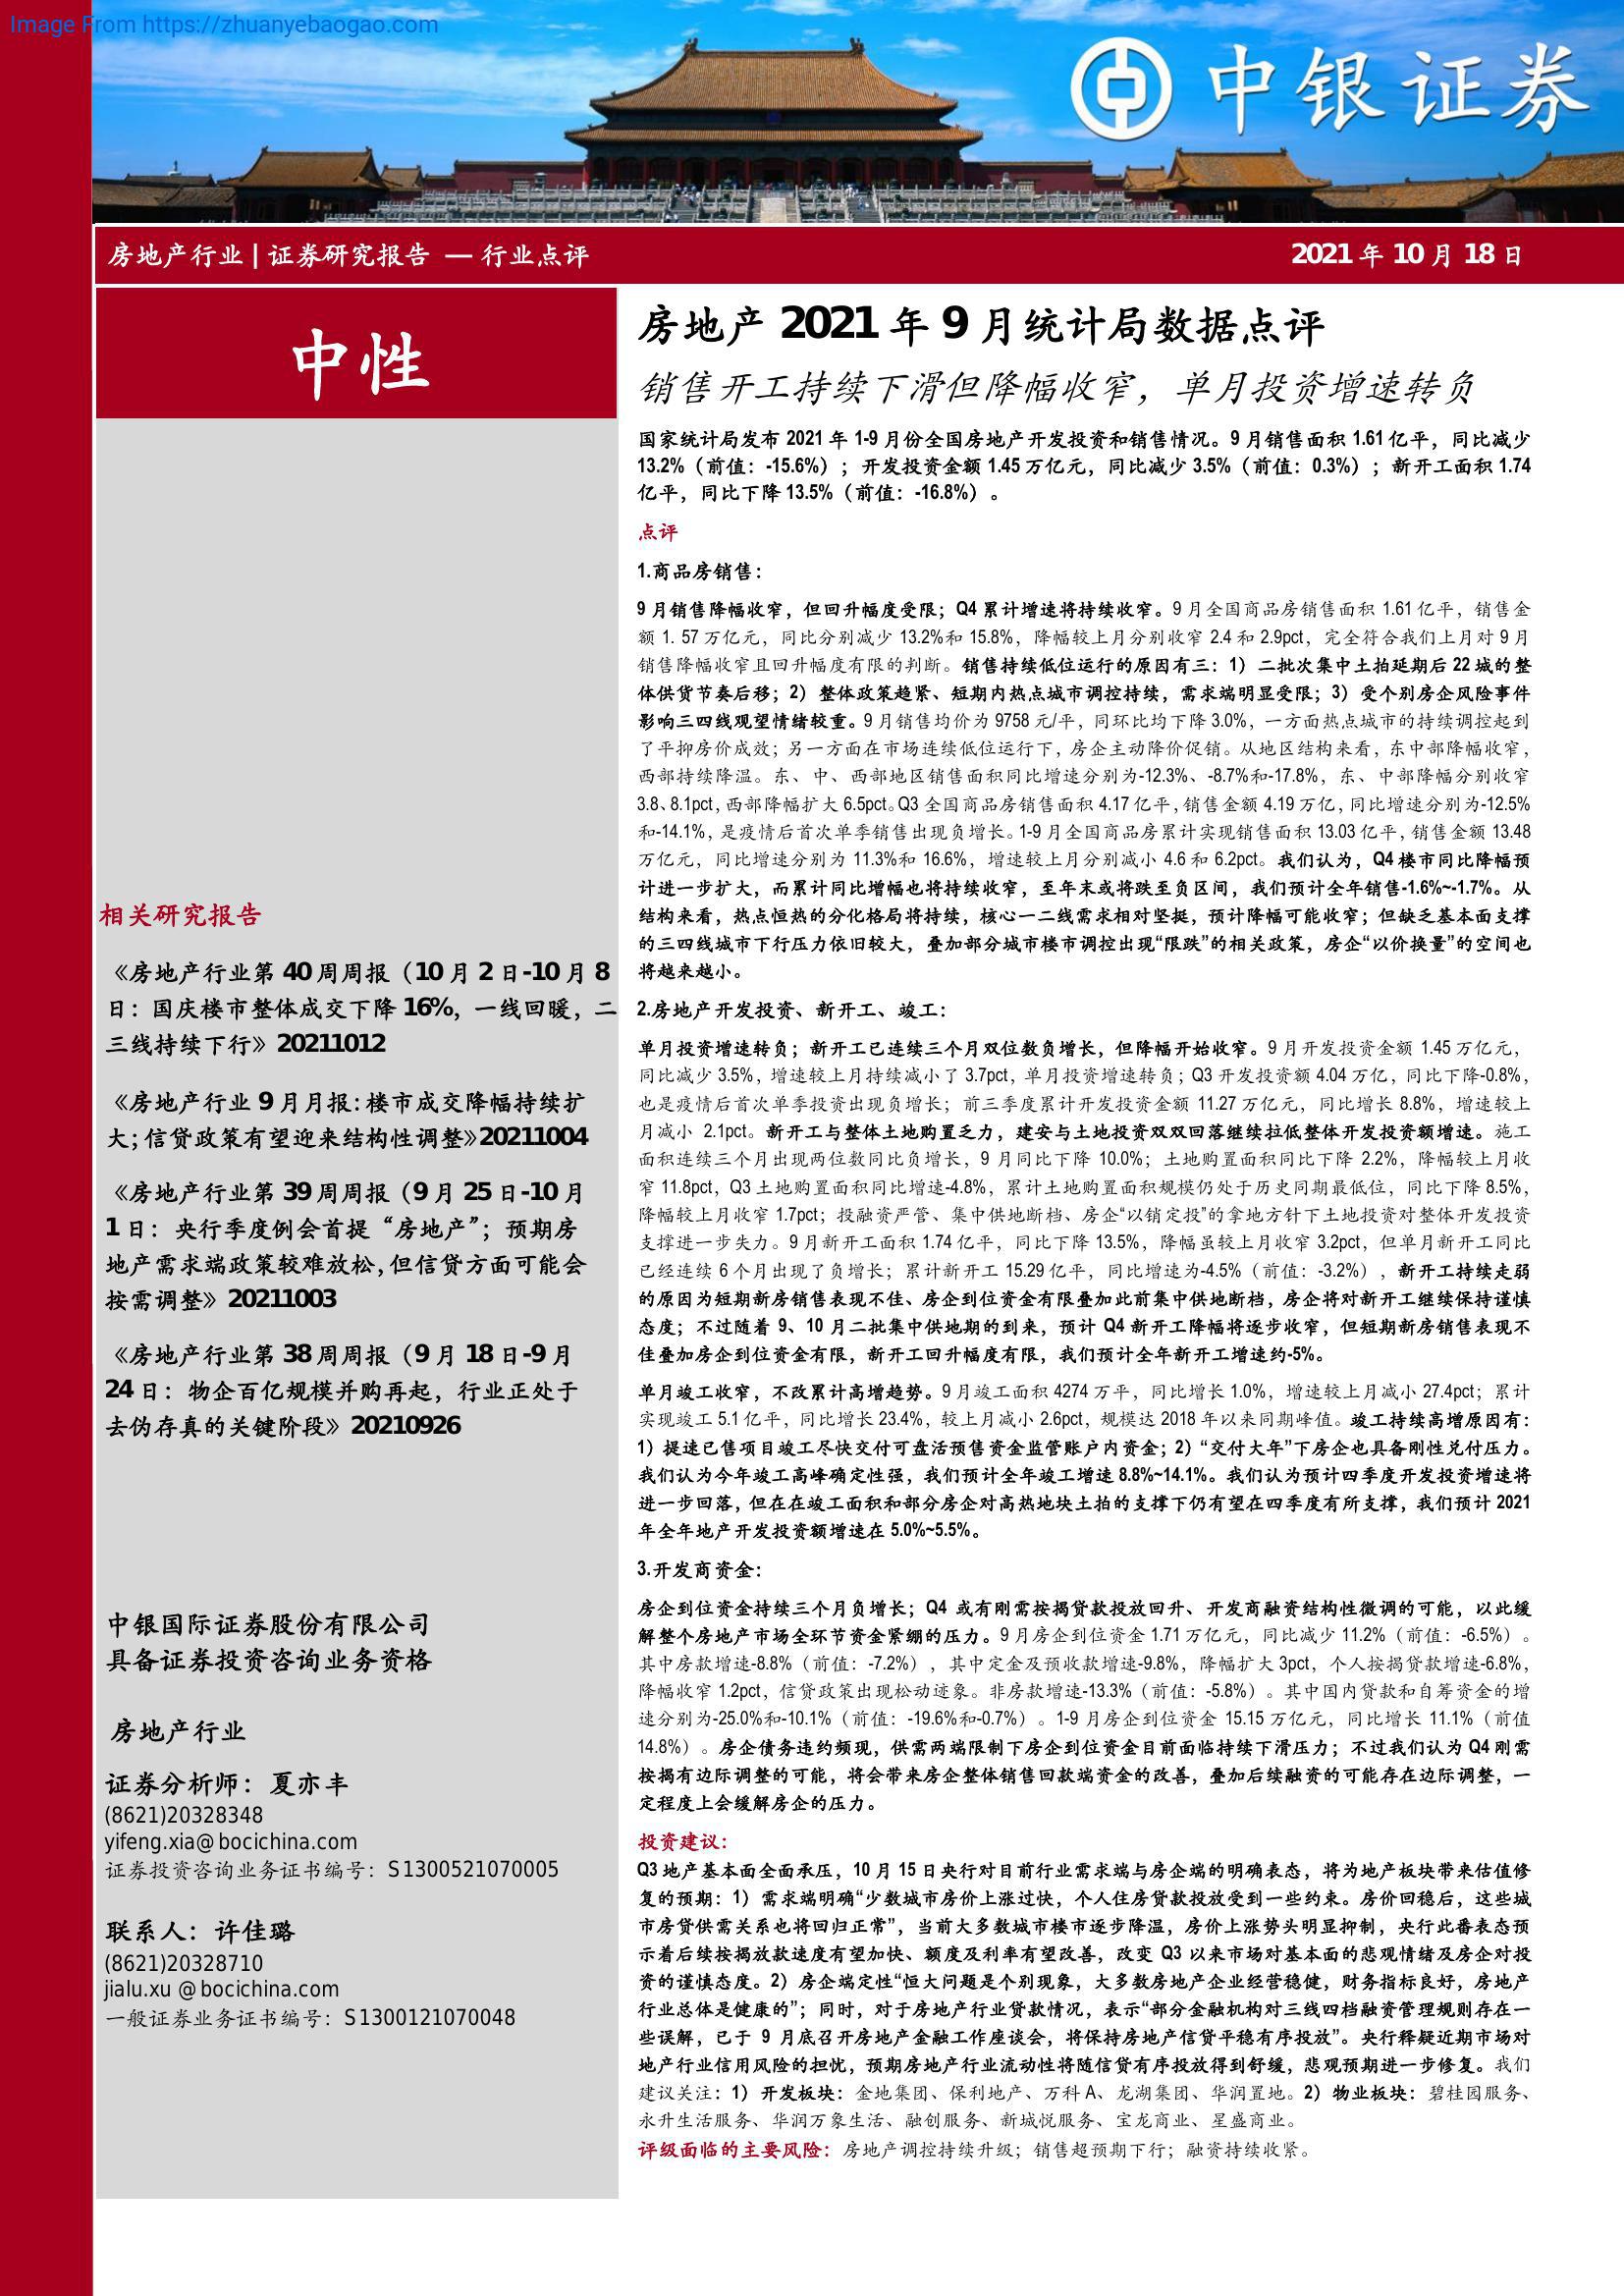 Image From https://zhuanyebaogao.com
中银证券
房地产行业 | 证券研究报告 — 行业点评
2021 年 10 月 18 日
中性
相关研究报告
《房地产行业第 40 周周报（10 月 2 日-10 月 8
日：国庆楼市整体成交下降 16%，一线回暖，二
三线持续下行》20211012
《房地产行业 9 月月报:楼市成交降幅持续扩
大;信贷政策有望迎来结构性调整》20211004
《房地产行业第 39 周周报（9 月 25 日-10 月
1 日：央行季度例会首提“房地产”；预期房
地产需求端政策较难放松,但信贷方面可能会
按需调整》20211003
《房地产行业第 38 周周报（9 月 18 日-9 月
24 日：物企百亿规模并购再起，行业正处于
去伪存真的关键阶段》20210926
中银国际证券股份有限公司
具备证券投资咨询业务资格
房地产行业
证券分析师：夏亦丰
(8621)20328348
yifeng.xia@bocichina.com
证券投资咨询业务证书编号：S1300521070005
联系人：许佳璐
(8621)20328710
jialu.xu @bocichina.com
一般证券业务证书编号：S1300121070048
房地产 2021 年 9 月统计局数据点评
销售开工持续下滑但降幅收窄，单月投资增速转负
国家统计局发布 2021 年 1-9 月份全国房地产开发投资和销售情况。9 月销售面积 1.61 亿平，同比减少
13.2%（前值：-15.6%）；开发投资金额 1.45 万亿元，同比减少 3.5%（前值：0.3%）；新开工面积 1.74
亿平，同比下降 13.5%（前值：-16.8%）。
点评
1.商品房销售：
9 月销售降幅收窄，但回升幅度受限；Q4 累计增速将持续收窄。9 月全国商品房销售面积 1.61 亿平，销售金
额 1. 57 万亿元，同比分别减少 13.2%和 15.8%，降幅较上月分别收窄 2.4 和 2.9pct，完全符合我们上月对 9 月
销售降幅收窄且回升幅度有限的判断。销售持续低位运行的原因有三：1）二批次集中土拍延期后 22 城的整
体供货节奏后移；2）整体政策趋紧、短期内热点城市调控持续，需求端明显受限；3）受个别房企风险事件
影响三四线观望情绪较重。9 月销售均价为 9758 元/平，同环比均下降 3.0%，一方面热点城市的持续调控起到
了平抑房价成效；另一方面在市场连续低位运行下，房企主动降价促销。从地区结构来看，东中部降幅收窄，
西部持续降温。东、中、西部地区销售面积同比增速分别为-12.3%、-8.7%和-17.8%，东、中部降幅分别收窄
3.8、8.1pct，西部降幅扩大 6.5pct。Q3 全国商品房销售面积 4.17 亿平，销售金额 4.19 万亿，同比增速分别为-12.5%
和-14.1%，是疫情后首次单季销售出现负增长。1-9 月全国商品房累计实现销售面积 13.03 亿平，销售金额 13.48
万亿元，同比增速分别为 11.3%和 16.6%，增速较上月分别减小 4.6 和 6.2pct。我们认为，Q4 楼市同比降幅预
计进一步扩大，而累计同比增幅也将持续收窄，至年末或将跌至负区间，我们预计全年销售-1.6%~-1.7%。从
结构来看，热点恒热的分化格局将持续，核心一二线需求相对坚挺，预计降幅可能收窄；但缺乏基本面支撑
的三四线城市下行压力依旧较大，叠加部分城市楼市调控出现“限跌”的相关政策，房企“以价换量”的空间也
将越来越小。
2.房地产开发投资、新开工、竣工：
单月投资增速转负；新开工已连续三个月双位数负增长，但降幅开始收窄。9 月开发投资金额 1.45 万亿元，
同比减少 3.5%，增速较上月持续减小了 3.7pct，单月投资增速转负；Q3 开发投资额 4.04 万亿，同比下降-0.8%，
也是疫情后首次单季投资出现负增长；前三季度累计开发投资金额 11.27 万亿元，同比增长 8.8%，增速较上
月减小 2.1pct。新开工与整体土地购置乏力，建安与土地投资双双回落继续拉低整体开发投资额增速。施工
面积连续三个月出现两位数同比负增长，9 月同比下降 10.0%；土地购置面积同比下降 2.2%，降幅较上月收
窄 11.8pct，Q3 土地购置面积同比增速-4.8%，累计土地购置面积规模仍处于历史同期最低位，同比下降 8.5%，
降幅较上月收窄 1.7pct；投融资严管、集中供地断档、房企“以销定投”的拿地方针下土地投资对整体开发投资
支撑进一步失力。9 月新开工面积 1.74 亿平，同比下降 13.5%，降幅虽较上月收窄 3.2pct，但单月新开工同比
已经连续 6 个月出现了负增长；累计新开工 15.29 亿平，同比增速为-4.5%（前值：-3.2%），新开工持续走弱
的原因为短期新房销售表现不佳、房企到位资金有限叠加此前集中供地断档，房企将对新开工继续保持谨慎
态度；不过随着 9、10 月二批集中供地期的到来，预计 Q4 新开工降幅将逐步收窄，但短期新房销售表现不
佳叠加房企到位资金有限，新开工回升幅度有限，我们预计全年新开工增速约-5%。
单月竣工收窄，不改累计高增趋势。9 月竣工面积 4274 万平，同比增长 1.0%，增速较上月减小 27.4pct；累计
实现竣工 5.1 亿平，同比增长 23.4%，较上月减小 2.6pct，规模达 2018 年以来同期峰值。竣工持续高增原因有：
1）提速已售项目竣工尽快交付可盘活预售资金监管账户内资金；2）“交付大年”下房企也具备刚性兑付压力。
我们认为今年竣工高峰确定性强，我们预计全年竣工增速 8.8%~14.1%。我们认为预计四季度开发投资增速将
进一步回落，但在在竣工面积和部分房企对高热地块土拍的支撑下仍有望在四季度有所支撑，我们预计 2021
年全年地产开发投资额增速在 5.0%~5.5%。
3.开发商资金：
房企到位资金持续三个月负增长；Q4 或有刚需按揭贷款投放回升、开发商融资结构性微调的可能，以此缓
解整个房地产市场全环节资金紧绷的压力。9 月房企到位资金 1.71 万亿元，同比减少 11.2%（前值：-6.5%）。
其中房款增速-8.8%（前值：-7.2%），其中定金及预收款增速-9.8%，降幅扩大 3pct，个人按揭贷款增速-6.8%，
降幅收窄 1.2pct，信贷政策出现松动迹象。非房款增速-13.3%（前值：-5.8%）。其中国内贷款和自筹资金的增
速分别为-25.0%和-10.1%（前值：-19.6%和-0.7%）。1-9 月房企到位资金 15.15 万亿元，同比增长 11.1%（前值
14.8%）。房企债务违约频现，供需两端限制下房企到位资金目前面临持续下滑压力；不过我们认为 Q4 刚需
按揭有边际调整的可能，将会带来房企整体销售回款端资金的改善，叠加后续融资的可能存在边际调整，一
定程度上会缓解房企的压力。
投资建议：
Q3 地产基本面全面承压，10 月 15 日央行对目前行业需求端与房企端的明确表态，将为地产板块带来估值修
复的预期：1）需求端明确“少数城市房价上涨过快，个人住房贷款投放受到一些约束。房价回稳后，这些城
市房贷供需关系也将回归正常”，当前大多数城市楼市逐步降温，房价上涨势头明显抑制，央行此番表态预
示着后续按揭放款速度有望加快、额度及利率有望改善，改变 Q3 以来市场对基本面的悲观情绪及房企对投
资的谨慎态度。2）房企端定性“恒大问题是个别现象，大多数房地产企业经营稳健，财务指标良好，房地产
行业总体是健康的”；同时，对于房地产行业贷款情况，表示“部分金融机构对三线四档融资管理规则存在一
些误解，已于 9 月底召开房地产金融工作座谈会，将保持房地产信贷平稳有序投放”。央行释疑近期市场对
地产行业信用风险的担忧，预期房地产行业流动性将随信贷有序投放得到舒缓，悲观预期进一步修复。我们
建议关注：1）开发板块：金地集团、保利地产、万科 A、龙湖集团、华润置地。2）物业板块：碧桂园服务、
永升生活服务、华润万象生活、融创服务、新城悦服务、宝龙商业、星盛商业。
评级面临的主要风险：房地产调控持续升级；销售超预期下行；融资持续收紧。